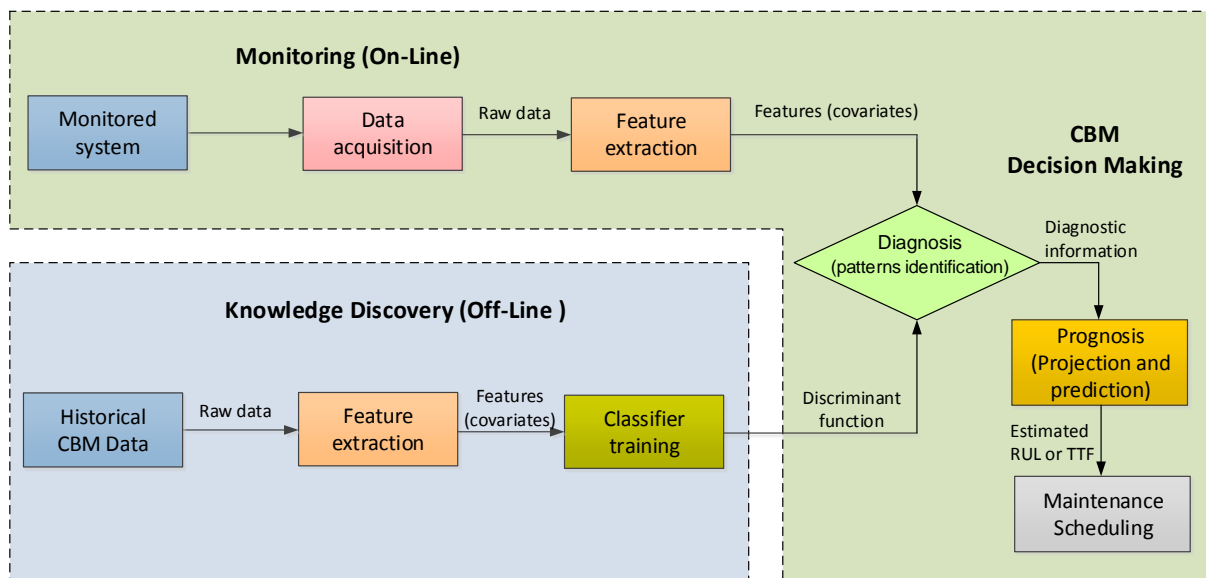 Monitoring (On-Line)
Monitored
system
Data
acquisition
Raw data
Feature
extraction
Features (covariates)
CBM
Decision Making
Diagnosis
(patterns identification)
Diagnostic
information
Prognosis
(Projection and
prediction)
Estimated
RUL or TTF
Maintenance
Scheduling
Knowledge Discovery (Off-Line )
Historical
CBM Data
Raw data
Feature
extraction
Features
(covariates)
Classifier
training
Discriminant
function